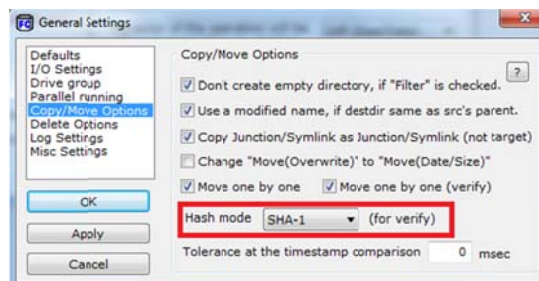 General Settings
Defaults
I/O Settings
Drive group
Parallel running
Copy/Move Options
Delete Options
Log Settings
Misc Settings
OK
Apply
Cancel
Copy/Move Options
?
Dont create empty directory, if "Filter" is checked.
Use a modified name, if destdir same as src's parent.
Copy Junction/Symlink as Junction/Symlink (not target)
Change "Move(Overwrite)' to "Move(Date/Size)"
Move one by one Move one by one (verify)
Hash mode SHA-1 (for verify)
Tolerance at the timestamp comparison 0 msec